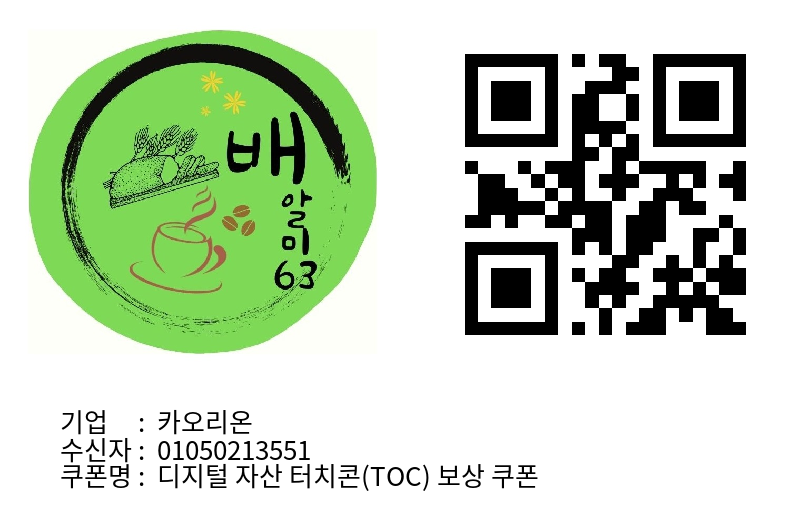 배
알
미
63
기업 : 카오리온
수신자 : 01050213551
쿠폰명 : 디지털 자산 터치콘(TOC) 보상 쿠폰